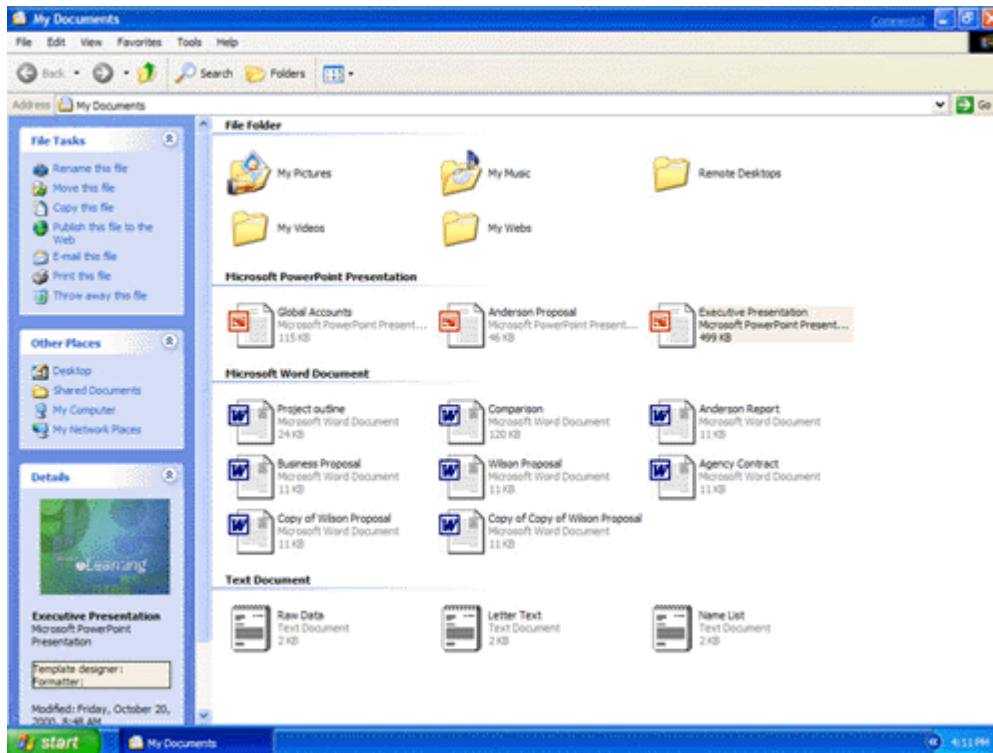 My Documents
Comments?
File Edit View Favorites Tools Help
Back Search Folders
Address My Documents Go
File Tasks
Rename this file
Move this file
Copy this file
Publish this file to the
Web
E-mail this file
Print this file
Throw away this file
Other Places
Desktop
Shared Documents
My Computer
My Network Places
Details
eLearning
Executive Presentation
Microsoft PowerPoint
Presentation
Template designer:
Formatter:
Modified: Friday, October 20,
2000, 8:48 AM
File Folder
My Pictures
My Music
Remote Desktops
My Videos
My Webs
Microsoft PowerPoint Presentation
Global Accounts
Microsoft PowerPoint Present...
115 KB
Anderson Proposal
Microsoft PowerPoint Present...
46 KB
Executive Presentation
Microsoft PowerPoint Present...
499 KB
Microsoft Word Document
Project outline
Microsoft Word Document
24 KB
Comparison
Microsoft Word Document
120 KB
Anderson Report
Microsoft Word Document
11 KB
Business Proposal
Microsoft Word Document
11 KB
Wilson Proposal
Microsoft Word Document
11 KB
Agency Contract
Microsoft Word Document
11 KB
Copy of Wilson Proposal
Microsoft Word Document
11 KB
Copy of Copy of Wilson Proposal
Microsoft Word Document
11 KB
Text Document
Raw Data
Text Document
2 KB
Letter Text
Text Document
2 KB
Name List
Text Document
2 KB
start My Documents 4:11 PM